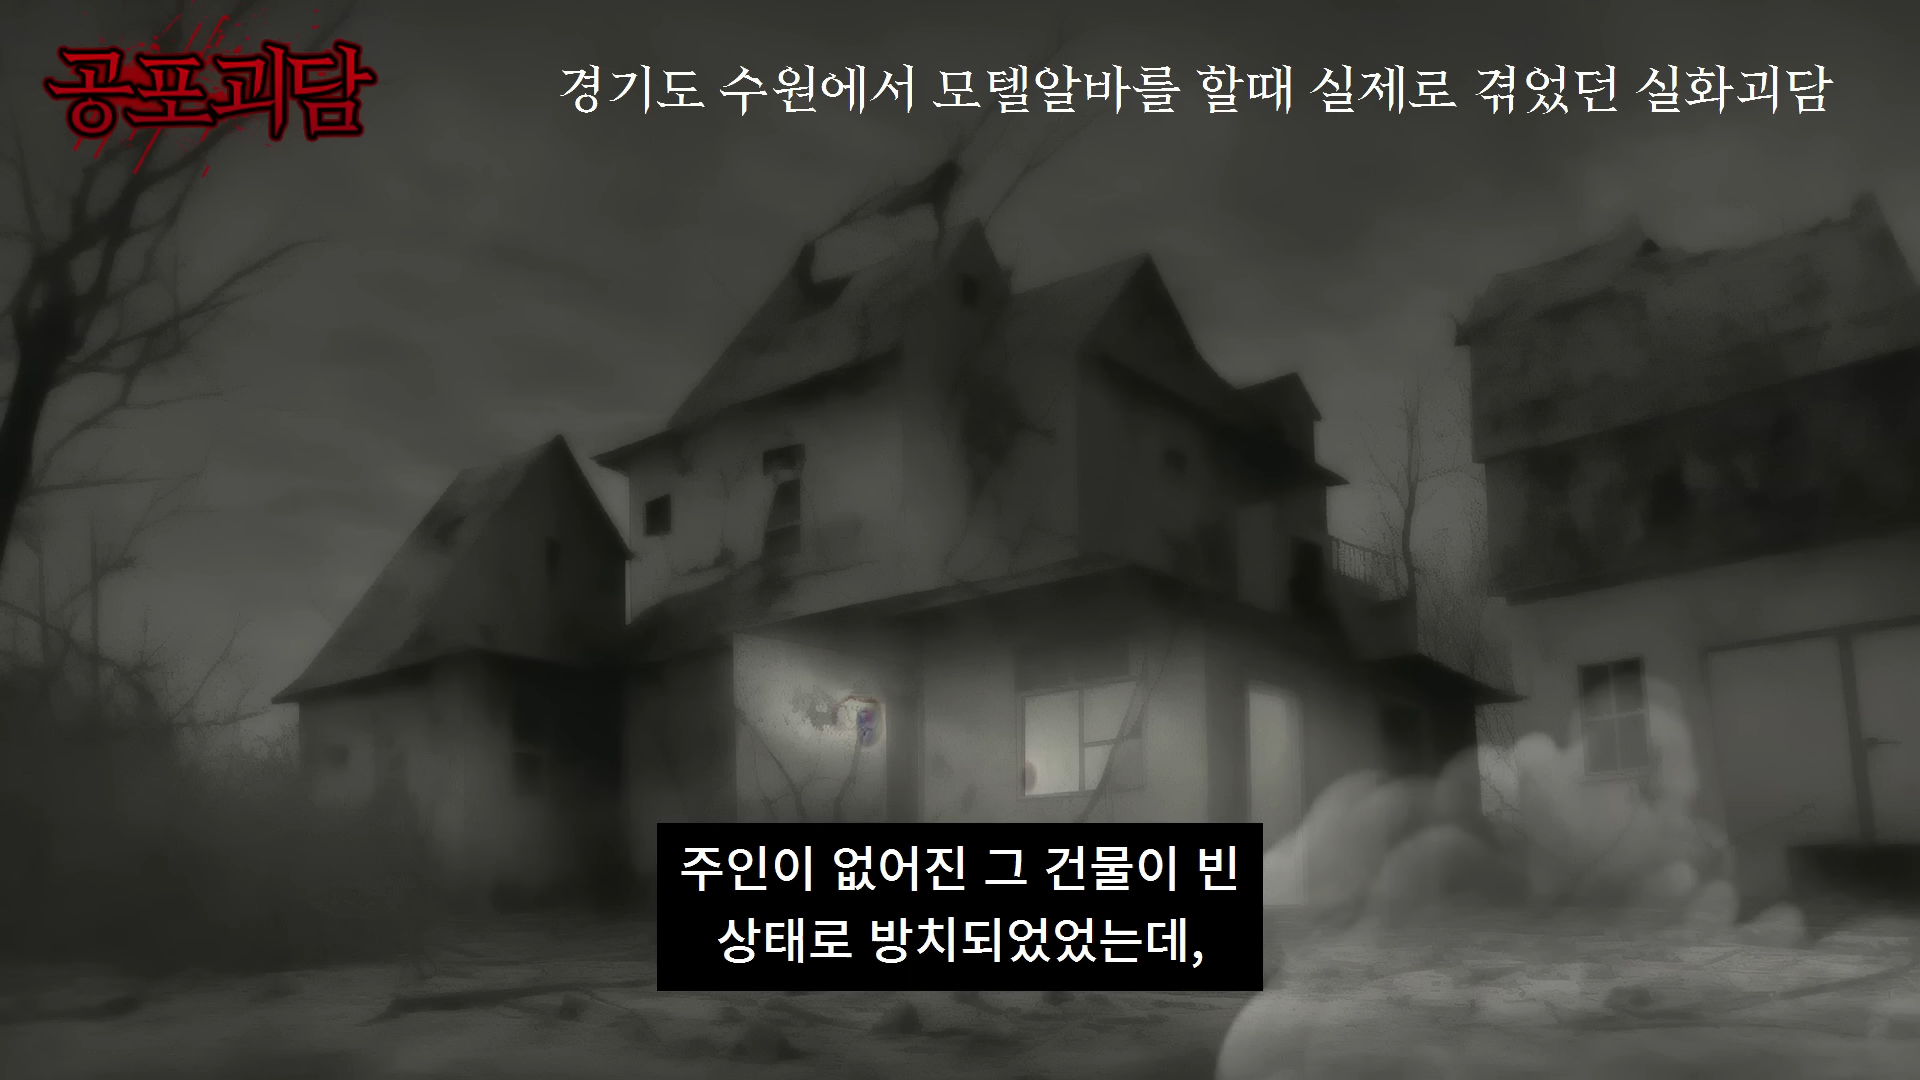 공포괴담
경기도 수원에서 모텔알바를 할때 실제로 겪었던 실화괴담
주인이 없어진 그 건물이 빈
상태로 방치되었었는데,